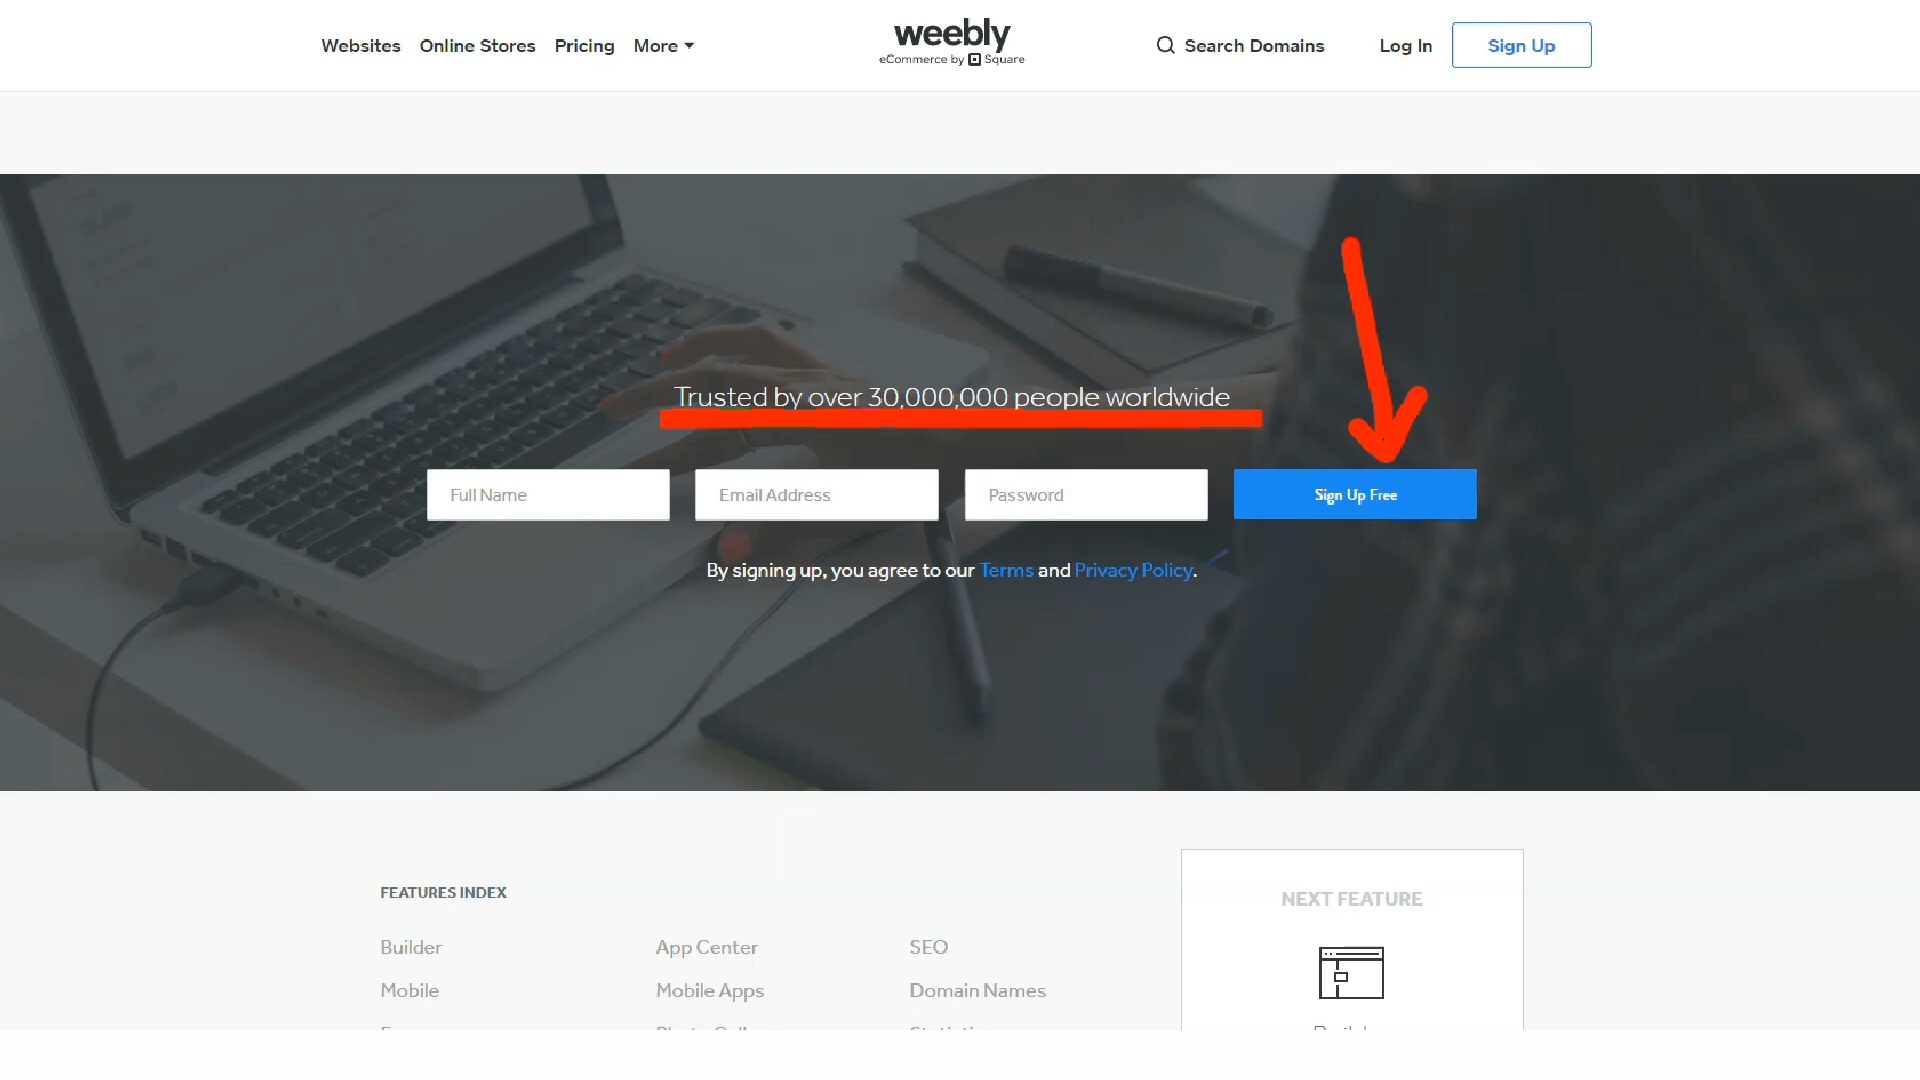 Websites Online Stores Pricing More
weebly
eCommerce by Square
Search Domains Log In Sign Up
Trusted by over 30,000,000 people worldwide
Full Name Email Address Password Sign Up Free
By signing up, you agree to our Terms and Privacy Policy.
FEATURES INDEX
NEXT FEATURE
Builder App Center SEO
Mobile Mobile Apps Domain Names